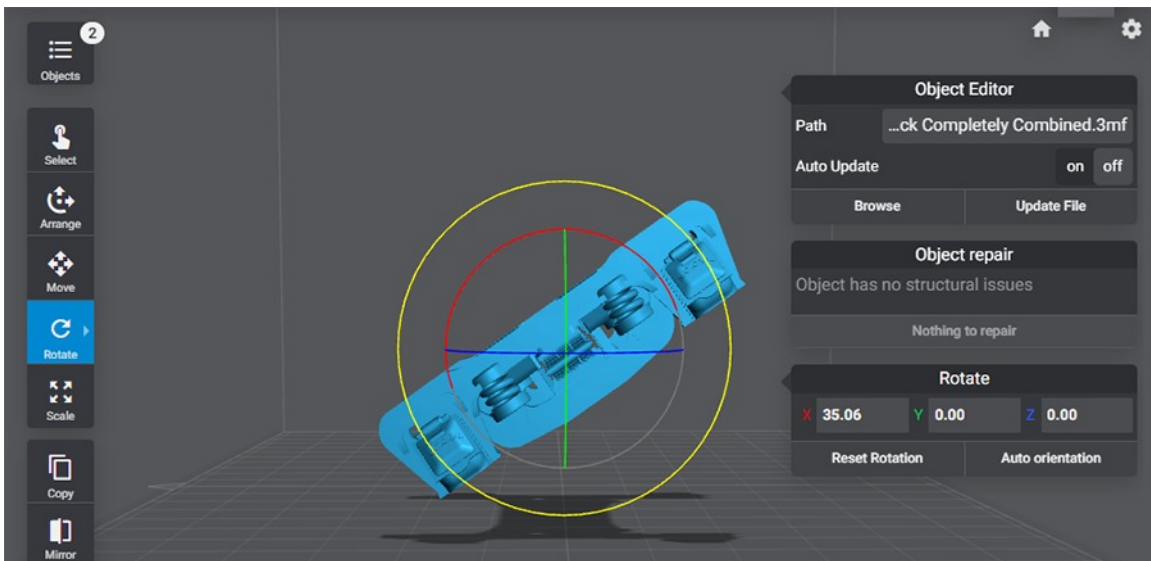 2
Objects
Select
Arrange
Move
Rotate
Scale
Copy
Mirror
Object Editor
Path ...ck Completely Combined.3mf
Auto Update on off
Browse Update File
Object repair
Object has no structural issues
Nothing to repair
Rotate
X 35.06 Y 0.00 Z 0.00
Reset Rotation Auto orientation